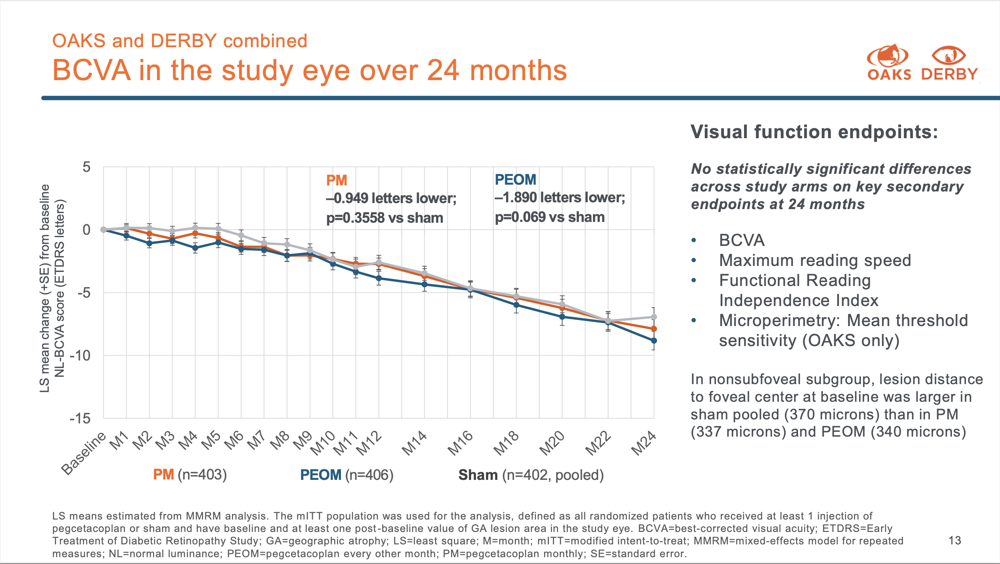 OAKS and DERBY combined
BCVA in the study eye over 24 months
OAKS DERBY
LS mean change (+SE) from baseline
NL-BCVA score (ETDRS letters)
5
0
-5
-10
-15
PM
–0.949 letters lower;
p=0.3558 vs sham
PEOM
–1.890 letters lower;
p=0.069 vs sham
Baseline M1 M2 M3 M4 M5 M6 M7 M8 M9 M10 M11 M12 M14 M16 M18 M20 M22 M24
PM (n=403) PEOM (n=406) Sham (n=402, pooled)
Visual function endpoints:
No statistically significant differences
across study arms on key secondary
endpoints at 24 months
• BCVA
• Maximum reading speed
• Functional Reading
Independence Index
• Microperimetry: Mean threshold
sensitivity (OAKS only)
In nonsubfoveal subgroup, lesion distance
to foveal center at baseline was larger in
sham pooled (370 microns) than in PM
(337 microns) and PEOM (340 microns)
LS means estimated from MMRM analysis. The mITT population was used for the analysis, defined as all randomized patients who received at least 1 injection of
pegcetacoplan or sham and have baseline and at least one post-baseline value of GA lesion area in the study eye. BCVA=best-corrected visual acuity; ETDRS=Early
Treatment of Diabetic Retinopathy Study; GA=geographic atrophy; LS=least square; M=month; mITT=modified intent-to-treat; MMRM=mixed-effects model for repeated
measures; NL=normal luminance; PEOM=pegcetacoplan every other month; PM=pegcetacoplan monthly; SE=standard error.
13